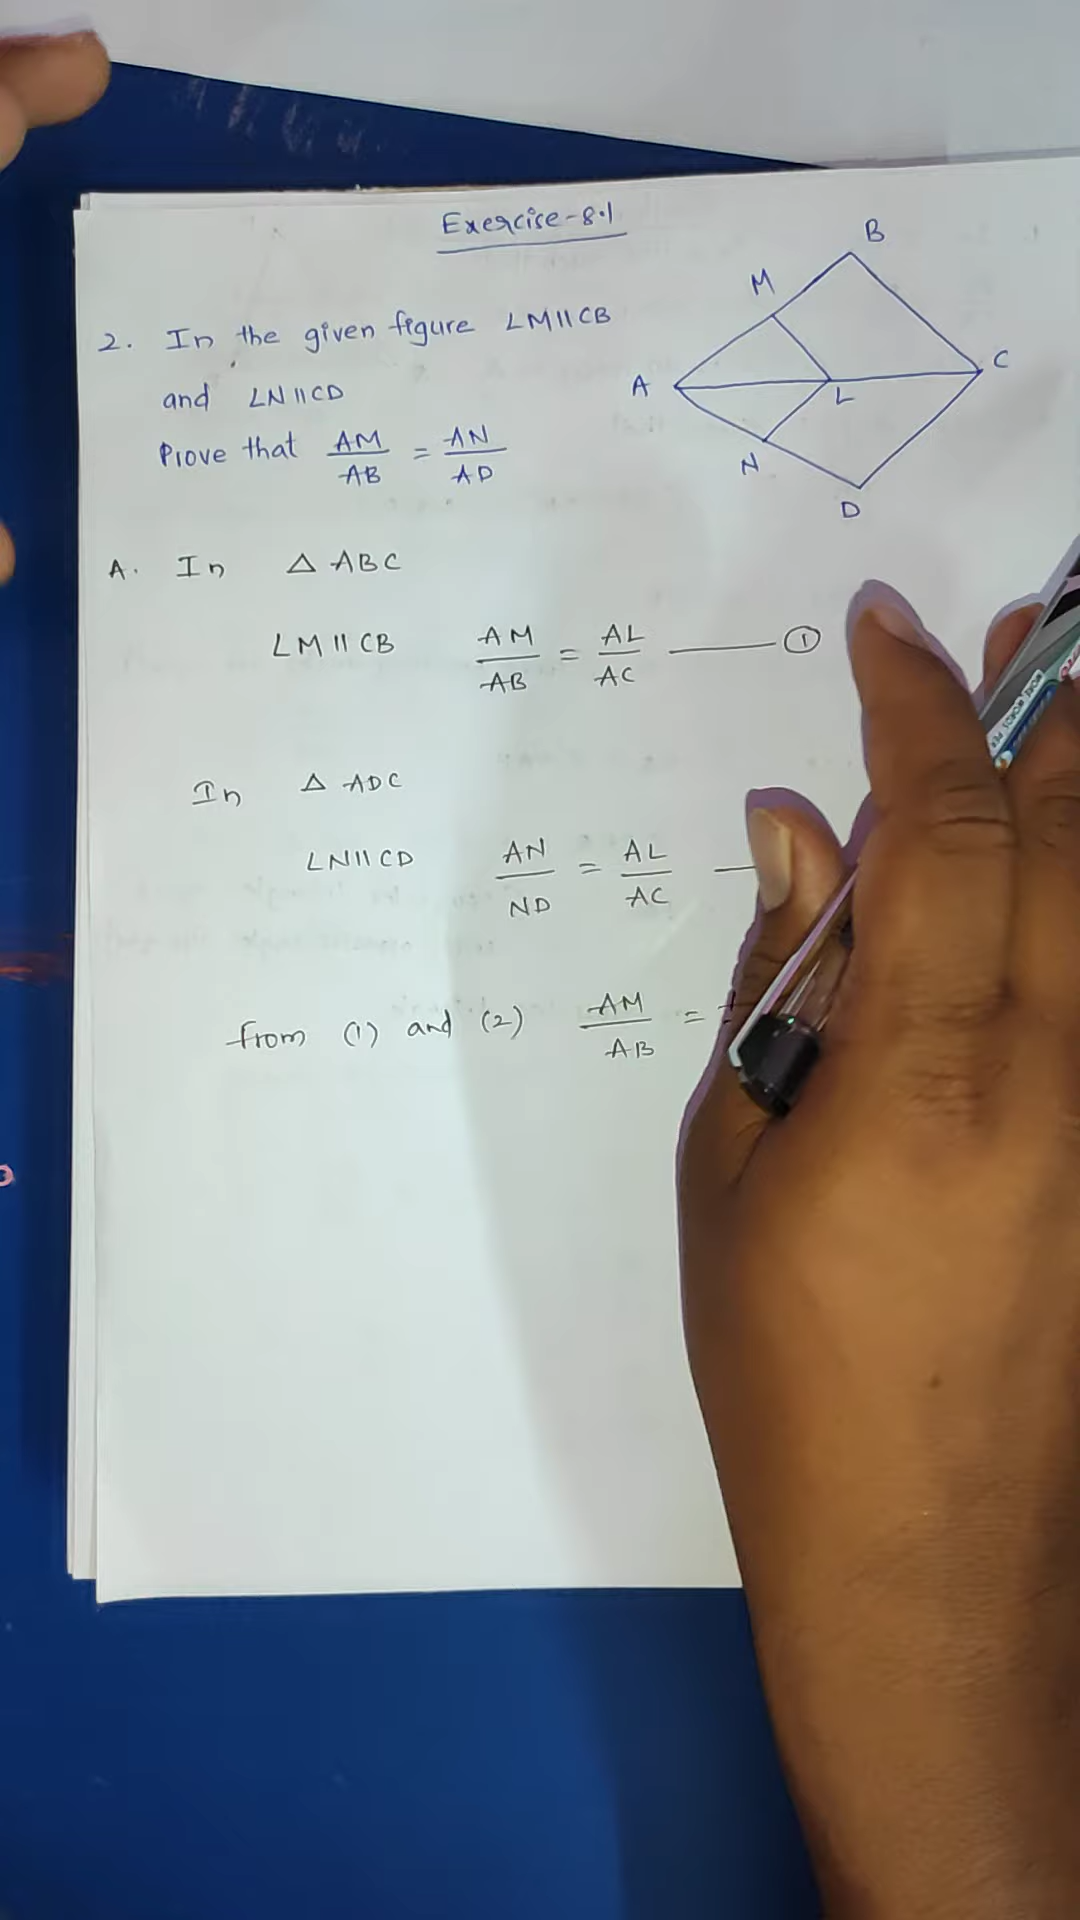 Exercise-8.1
2. In the given figure LM∥CB
and LN∥CD
Prove that AM/AB = AN/AD
B
M
A
C
L
N
D
A. In △ ABC
LM∥CB AM/AB = AL/AC —— ①
In △ ADC
LN∥CD AN/ND = AL/AC —
from (1) and (2) AM/AB =